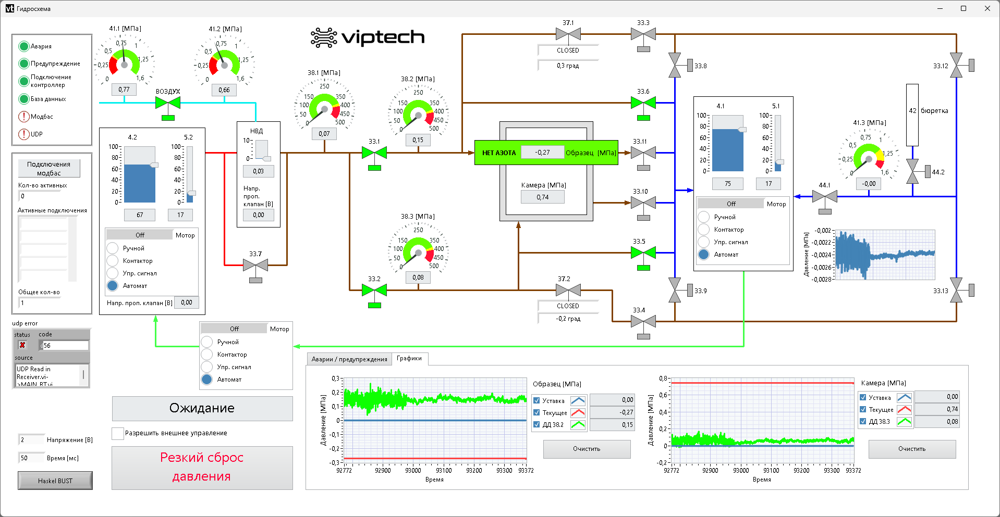 Гидросхема
viptech
Авария
Предупреждение
Подключение
контроллер
База данных
Модбас
UDP
Подключения
модбас
Кол-во активных
0
Активные подключения
Общее кол-во
1
udp error
status
code
d56
source
UDP Read in
Receiver.vi-
>MAIN_RT.vi
2
Напряжение [В]
50
Время [мс]
Haskel BUST
41.1 [МПа]
0
0,25
0,5
0,75
1
1,25
1,6
0,77
ВОЗДУХ
41.2 [МПа]
0
0,25
0,5
0,75
1
1,25
1,6
0,66
4.2
100
80
60
40
20
0
67
5.2
100
80
60
40
20
0
17
Off
Мотор
Ручной
Контактор
Упр. сигнал
Автомат
Напр. проп. клапан [В]
0,00
НВД
10
0
0,03
Напр.
проп.
клапан [В]
0,00
33.7
Off
Мотор
Ручной
Контактор
Упр. сигнал
Автомат
Ожидание
Разрешить внешнее управление
Резкий сброс
давления
38.1 [МПа]
0
50
100
150
250
350
400
450
500
0,07
33.1
38.2 [МПа]
0
50
100
150
250
350
400
450
500
0,15
33.2
38.3 [МПа]
0
50
100
150
250
350
400
450
500
0,08
37.1
CLOSED
0,3 град
33.3
33.8
33.12
33.6
НЕТ АЗОТА
-0,27
Образец [МПа]
33.11
Камера [МПа]
0,74
33.10
33.5
37.2
CLOSED
-0,2 град
33.4
33.9
33.13
4.1
100
80
60
40
20
0
75
5.1
100
80
60
40
20
0
17
Off
Мотор
Ручной
Контактор
Упр. сигнал
Автомат
42
бюретка
41.3 [МПа]
0
0,25
0,5
0,75
1
1,25
1,6
-0,00
44.2
44.1
Давление [МПа]
-0,002
-0,0022
-0,0024
-0,0026
-0,0028
Аварии / предупреждения
Графики
Давление [МПа]
0,3
0,2
0,1
0
-0,1
-0,2
-0,3
92772
92900
93000
93100
93200
93300
93372
Время
Образец [МПа]
Уставка
0,00
Текущее
-0,27
ДД 38.2
0,15
Очистить
Давление [МПа]
0,8
0,6
0,4
0,2
0
-0,2
92772
92900
93000
93100
93200
93300
93372
Время
Камера [МПа]
Уставка
0,00
Текущее
0,74
ДД 38.3
0,08
Очистить